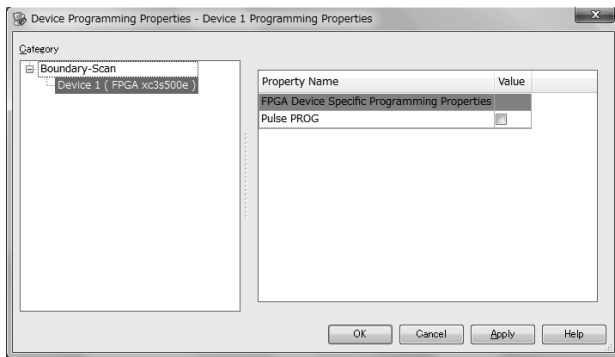 Device Programming Properties - Device 1 Programming Properties
Category
Boundary-Scan
Device 1 ( FPGA xc3s500e )
Property Name Value
FPGA Device Specific Programming Properties
Pulse PROG
OK Cancel Apply Help